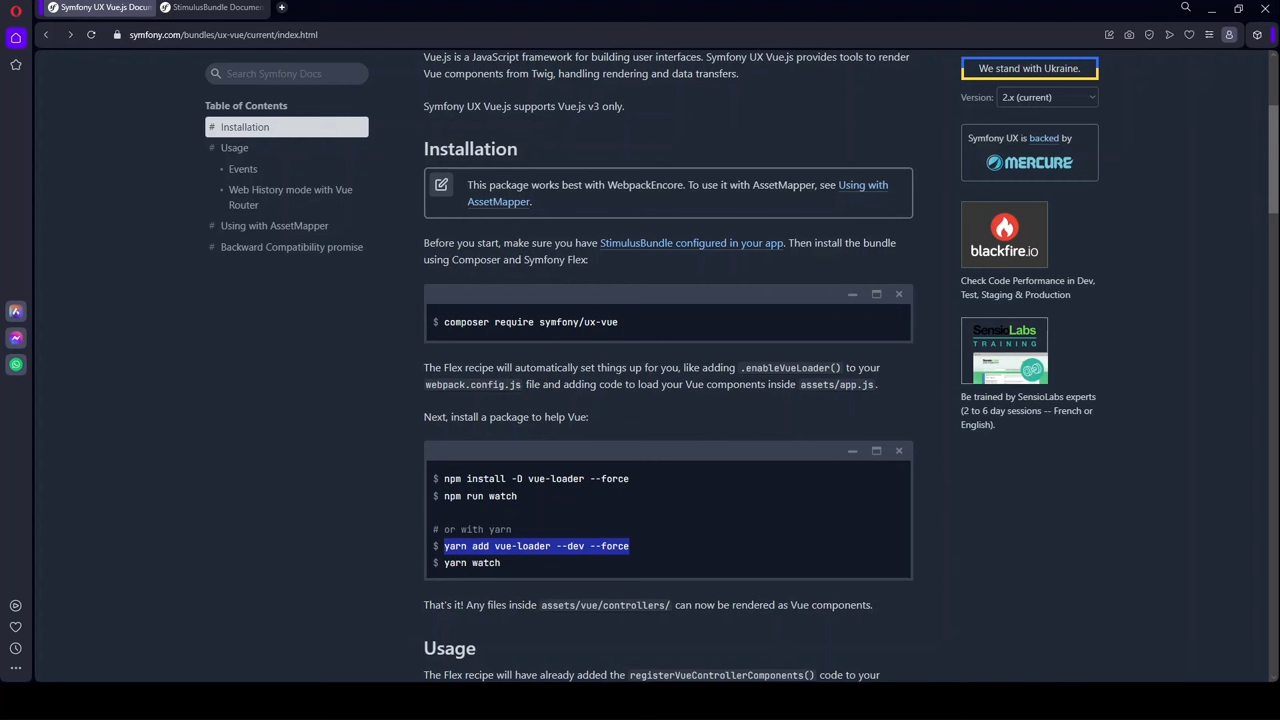 Symfony UX Vue.js Docum
StimulusBundle Document
symfony.com/bundles/ux-vue/current/index.html
Search Symfony Docs
Table of Contents
# Installation
# Usage
• Events
• Web History mode with Vue
Router
# Using with AssetMapper
# Backward Compatibility promise
Vue.js is a JavaScript framework for building user interfaces. Symfony UX Vue.js provides tools to render
Vue components from Twig, handling rendering and data transfers.
Symfony UX Vue.js supports Vue.js v3 only.
Installation
This package works best with WebpackEncore. To use it with AssetMapper, see Using with
AssetMapper.
Before you start, make sure you have StimulusBundle configured in your app. Then install the bundle
using Composer and Symfony Flex:
$ composer require symfony/ux-vue
The Flex recipe will automatically set things up for you, like adding .enableVueLoader() to your
webpack.config.js file and adding code to load your Vue components inside assets/app.js.
Next, install a package to help Vue:
$ npm install -D vue-loader --force
$ npm run watch
# or with yarn
$ yarn add vue-loader --dev --force
$ yarn watch
That's it! Any files inside assets/vue/controllers/ can now be rendered as Vue components.
Usage
The Flex recipe will have already added the registerVueControllerComponents() code to your
We stand with Ukraine.
Version: 2.x (current)
Symfony UX is backed by
MERCURE
blackfire.io
Check Code Performance in Dev,
Test, Staging & Production
SensioLabs
TRAINING
Be trained by SensioLabs experts
(2 to 6 day sessions -- French or
English).